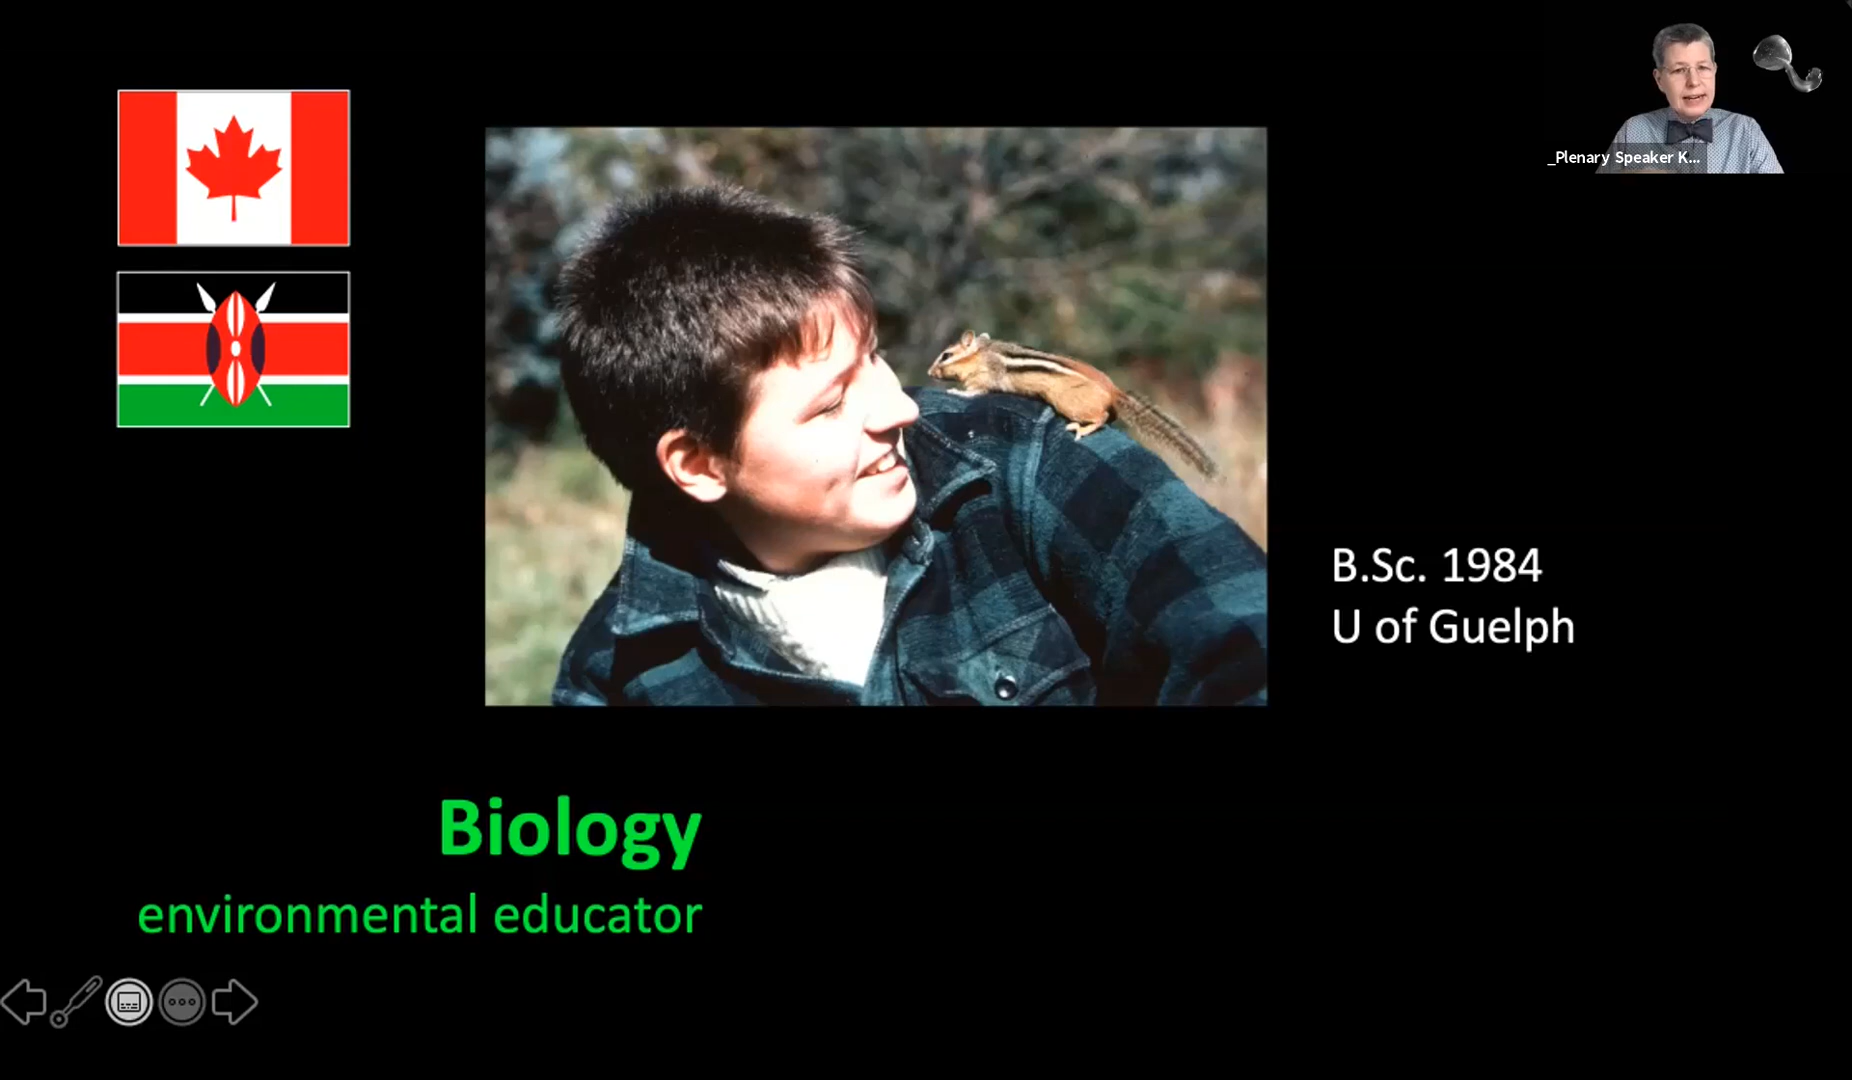 _Plenary Speaker K...
B.Sc. 1984
U of Guelph
Biology
environmental educator